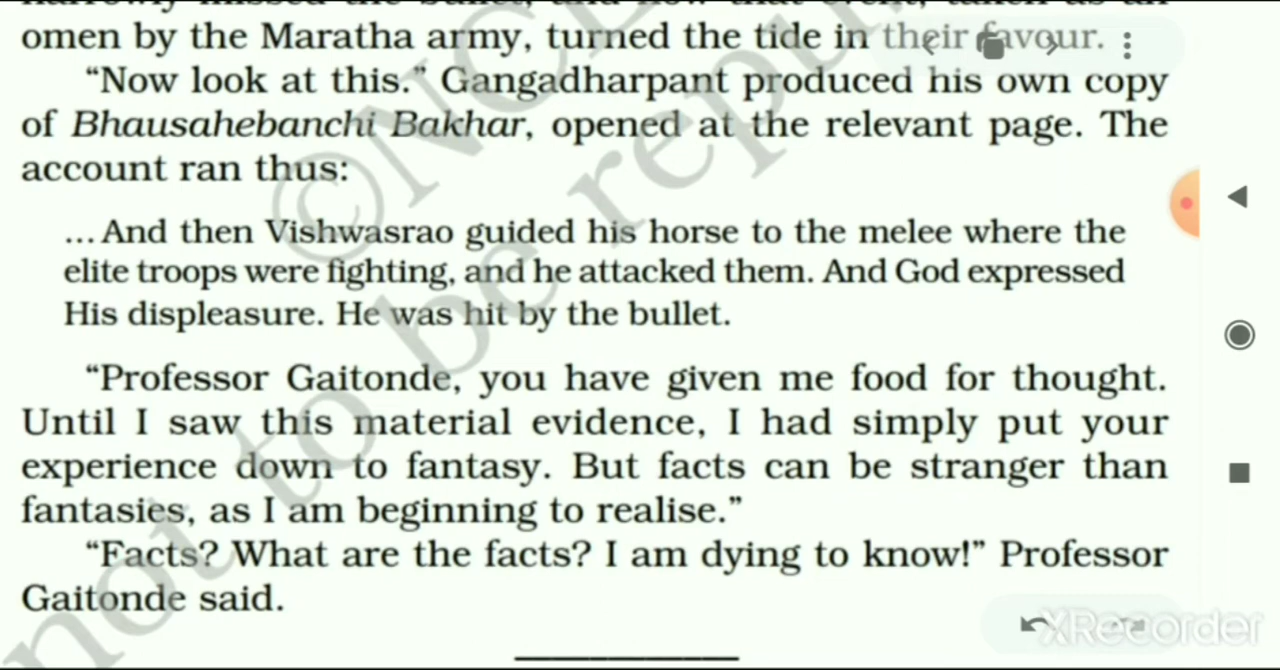 omen by the Maratha army, turned the tide in their favour.
“Now look at this.” Gangadharpant produced his own copy
of Bhausahebanchi Bakhar, opened at the relevant page. The
account ran thus:
... And then Vishwasrao guided his horse to the melee where the
elite troops were fighting, and he attacked them. And God expressed
His displeasure. He was hit by the bullet.
“Professor Gaitonde, you have given me food for thought.
Until I saw this material evidence, I had simply put your
experience down to fantasy. But facts can be stranger than
fantasies, as I am beginning to realise.”
“Facts? What are the facts? I am dying to know!” Professor
Gaitonde said.
XRecorder
not to be rep